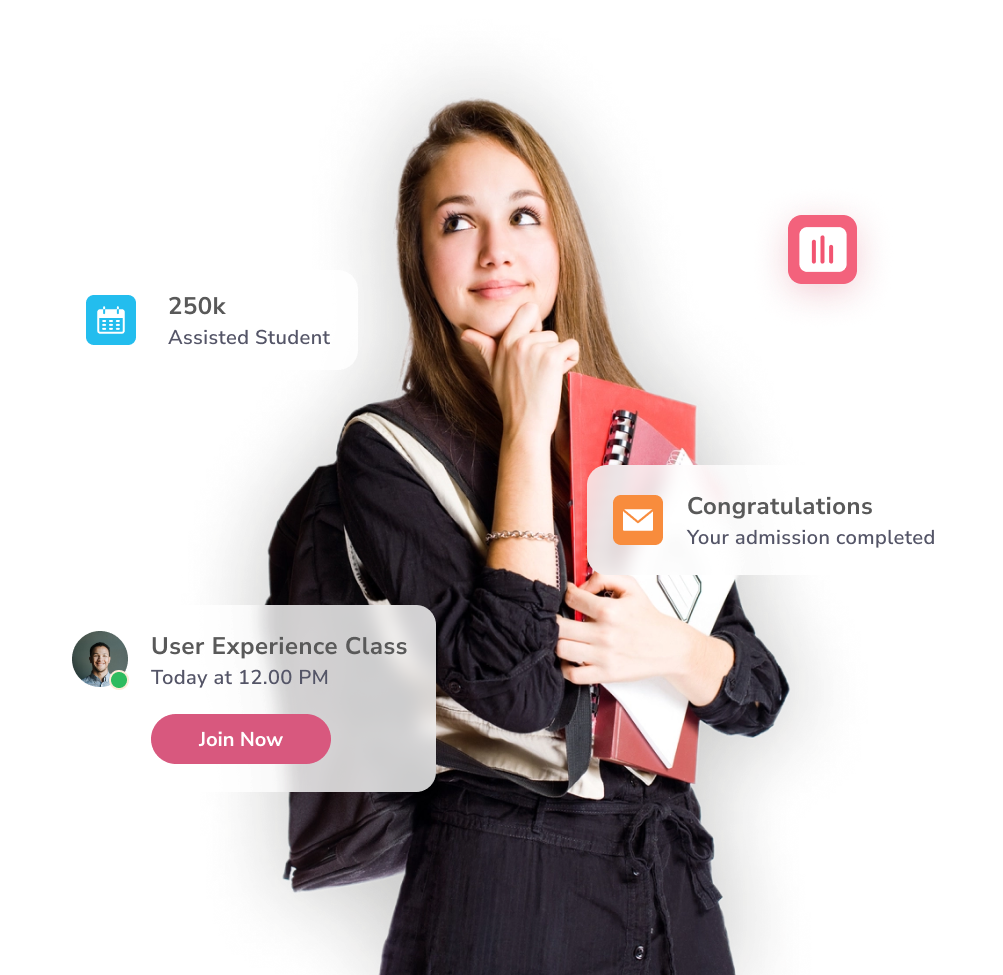 250k
Assisted Student
Congratulations
Your admission completed
User Experience Class
Today at 12.00 PM
Join Now